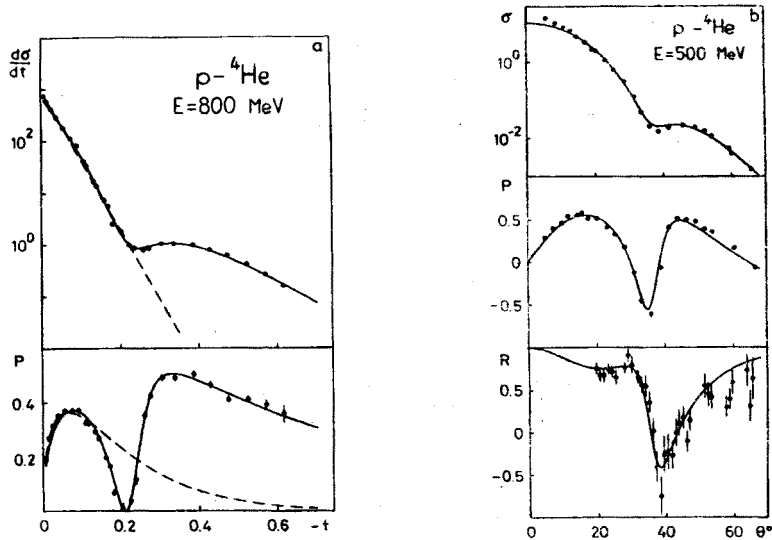 a
dσ
dt
p - ⁴He
E=800 MeV
10²
10⁰
P
0.4
0.2
0 0.2 0.4 0.6 -t
b
σ
p - ⁴He
E=500 MeV
10⁰
10⁻²
P
0.5
0
-0.5
R
0.5
0
-0.5
0 20 40 60 θ°